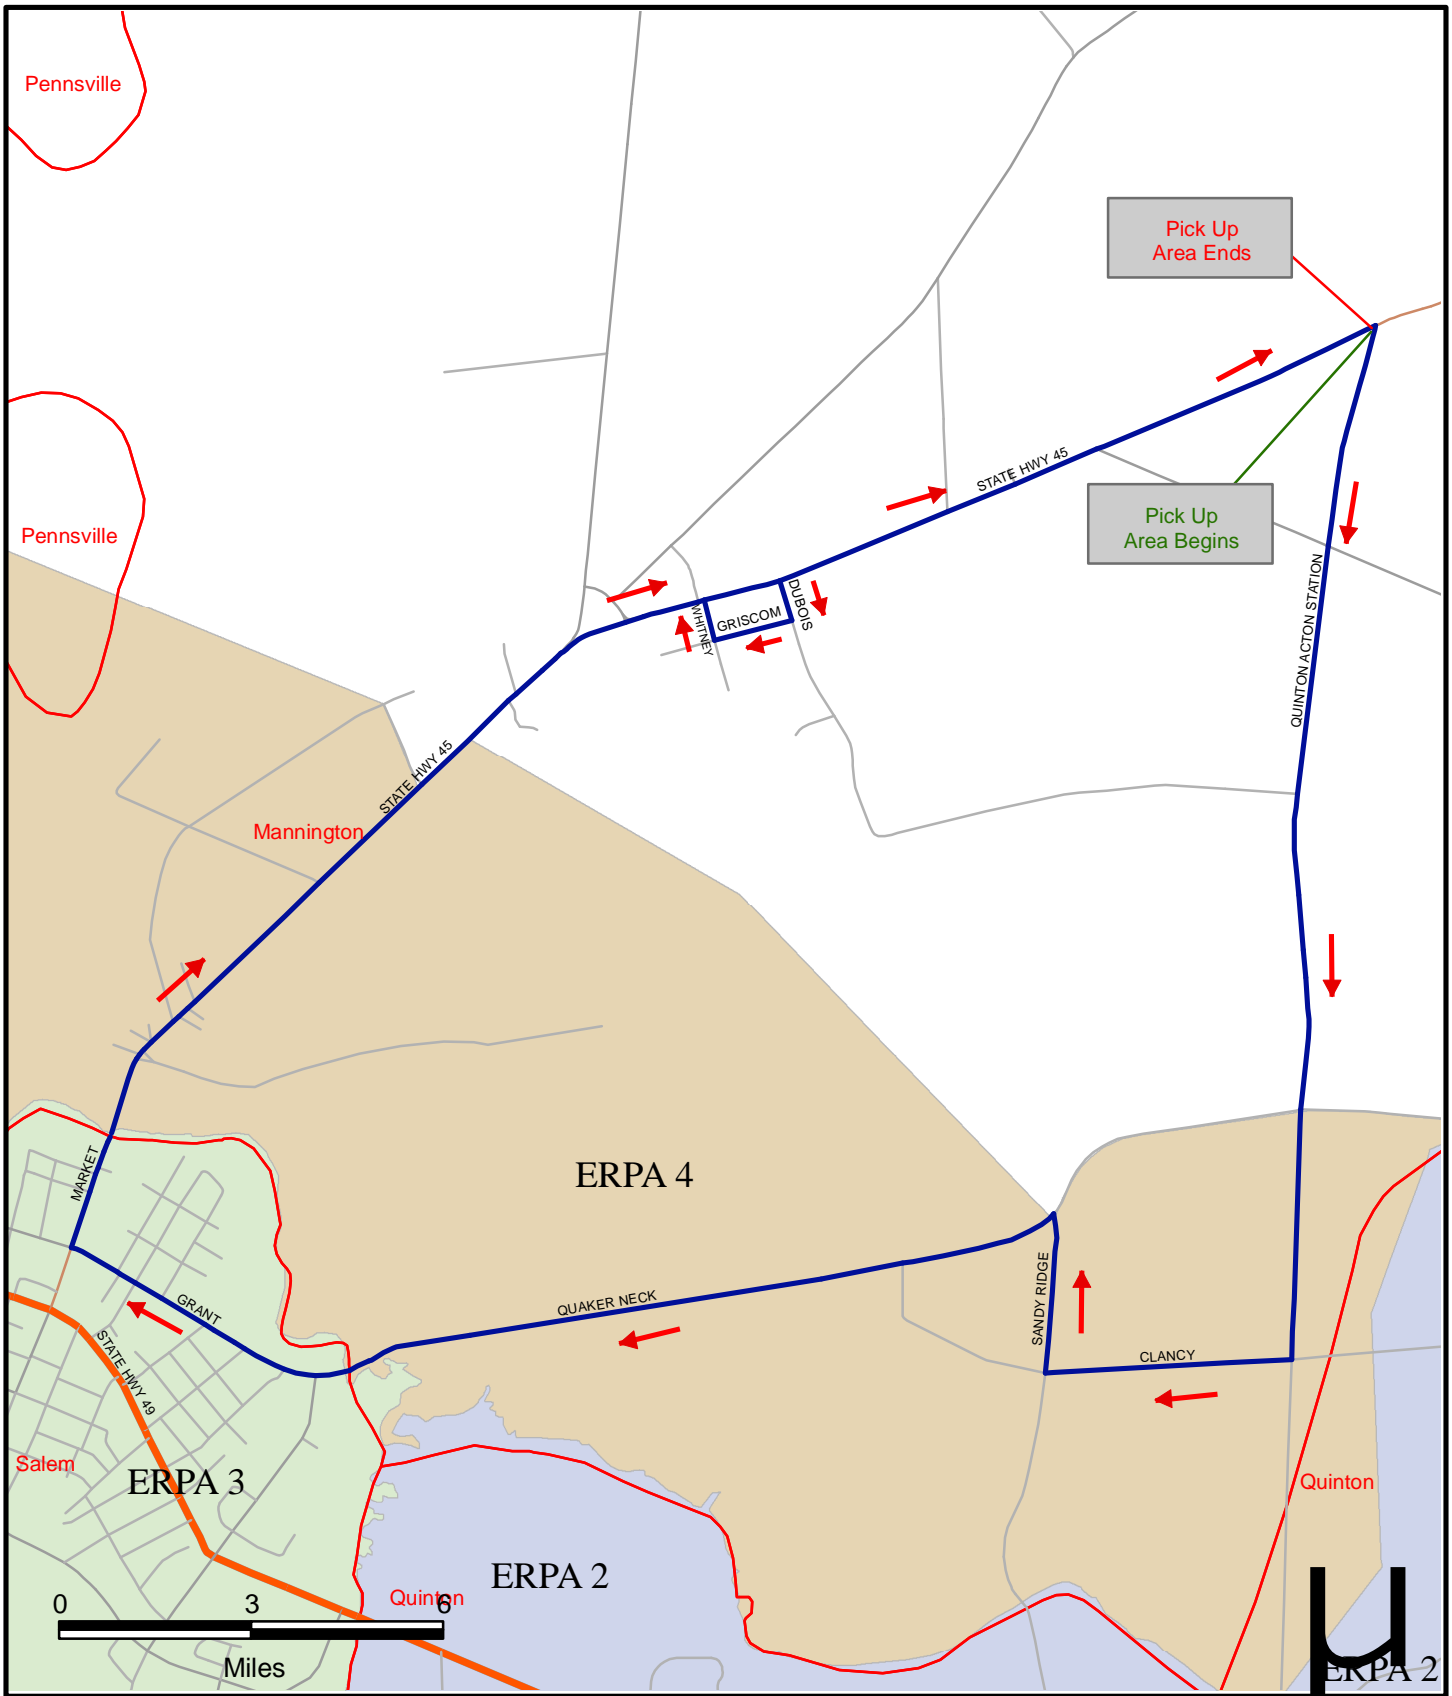 Pennsville
Pick Up
Area Ends
STATE HWY 45
Pick Up
Area Begins
Pennsville
DUBOIS
GRISCOM
WHITNEY
QUINTON ACTON STATION
STATE HWY 45
Mannington
MARKET
ERPA 4
SANDY RIDGE
QUAKER NECK
GRANT
STATE HWY 49
CLANCY
Salem
ERPA 3
Quinton
ERPA 2
Quinton
0 3 6
Miles
µ
ERPA 2